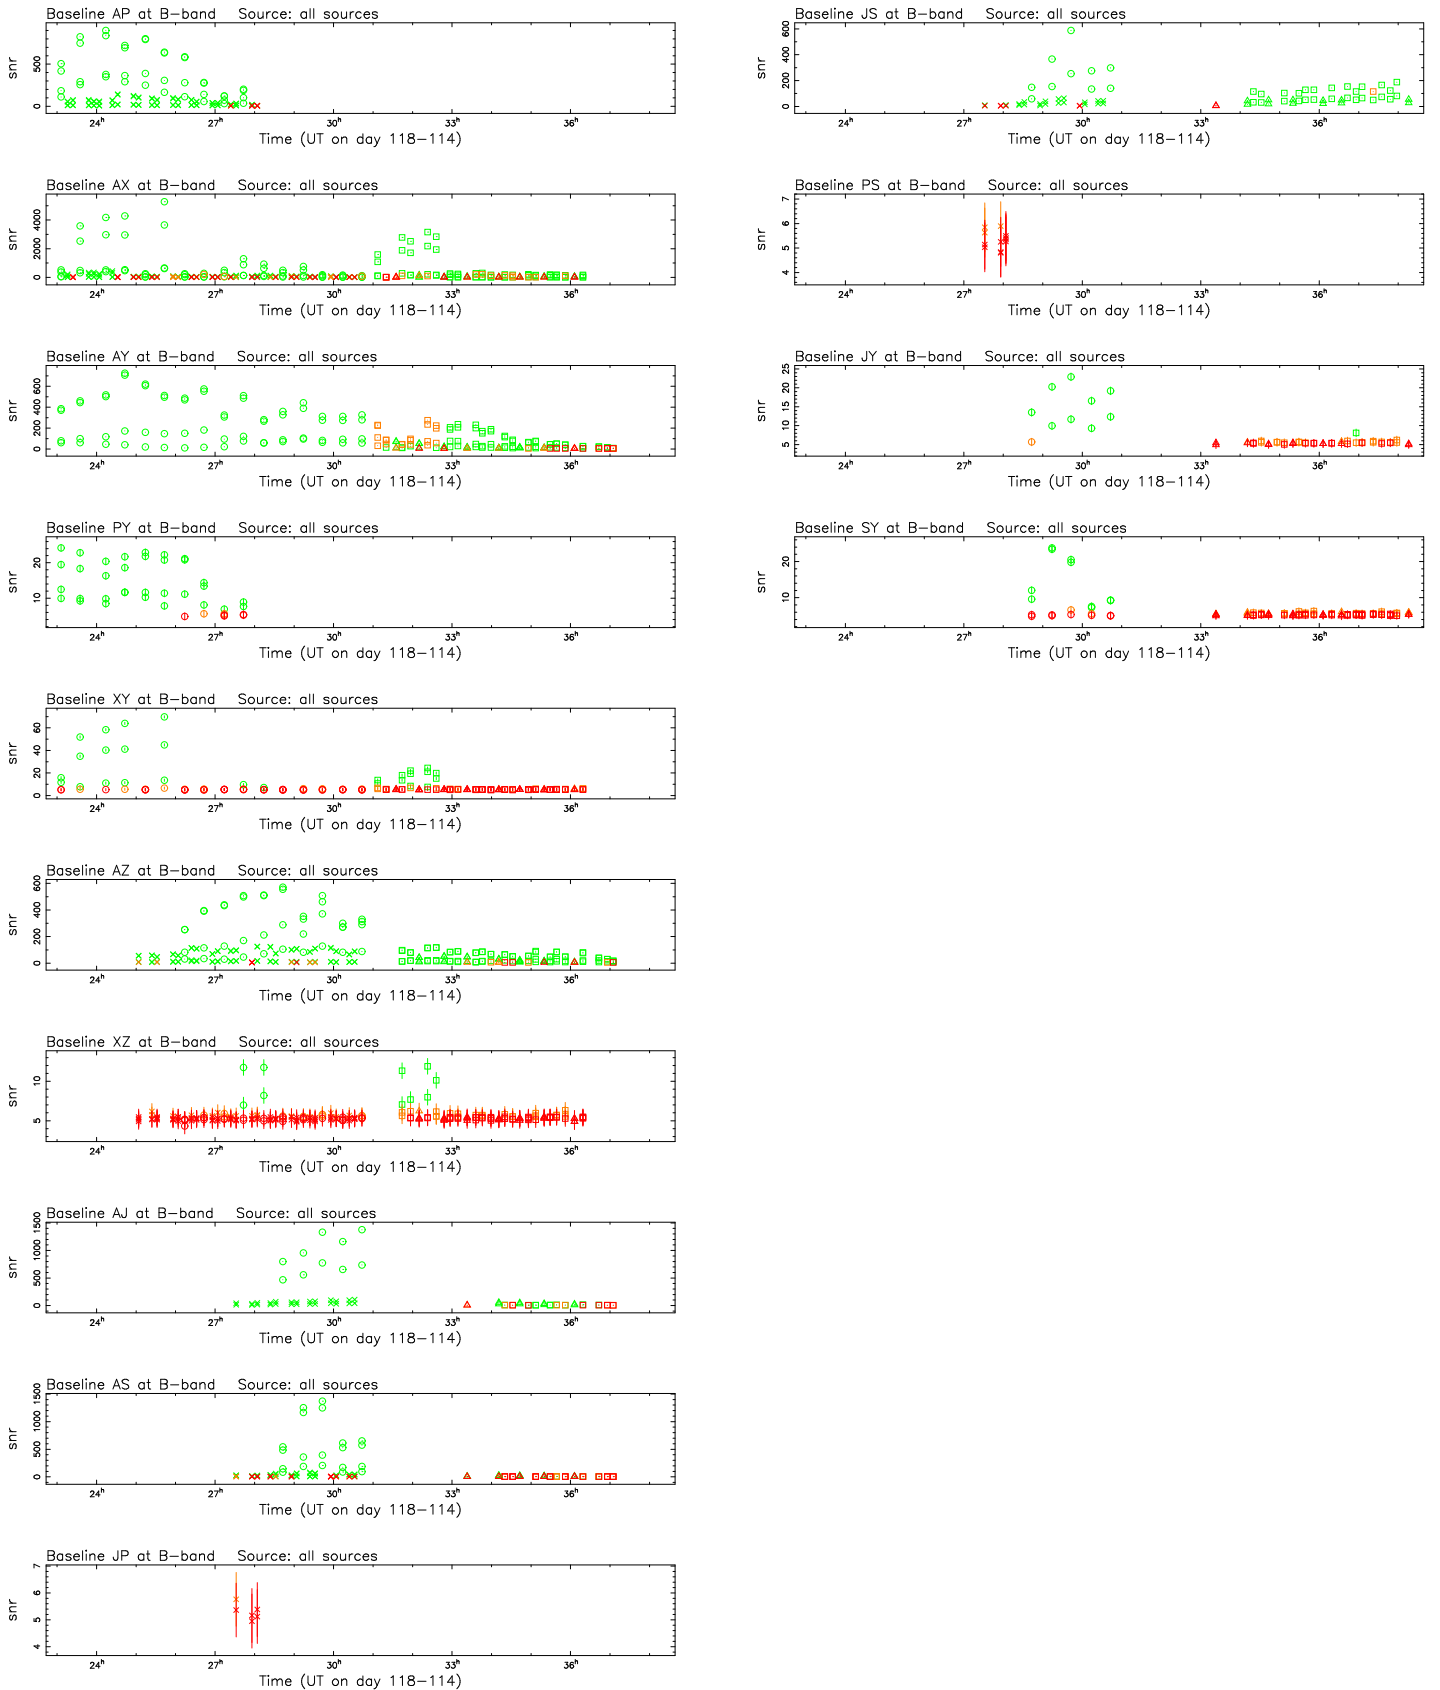 Baseline AP at B-band Source: all sources
snr
0 500
24h 27h 30h 33h 36h
Time (UT on day 118-114)
Baseline AX at B-band Source: all sources
snr
0 2000 4000
24h 27h 30h 33h 36h
Time (UT on day 118-114)
Baseline AY at B-band Source: all sources
snr
0 200 400 600
24h 27h 30h 33h 36h
Time (UT on day 118-114)
Baseline PY at B-band Source: all sources
snr
10 20
24h 27h 30h 33h 36h
Time (UT on day 118-114)
Baseline XY at B-band Source: all sources
snr
0 20 40 60
24h 27h 30h 33h 36h
Time (UT on day 118-114)
Baseline AZ at B-band Source: all sources
snr
0 200 400 600
24h 27h 30h 33h 36h
Time (UT on day 118-114)
Baseline XZ at B-band Source: all sources
snr
5 10
24h 27h 30h 33h 36h
Time (UT on day 118-114)
Baseline AJ at B-band Source: all sources
snr
0 500 1000 1500
24h 27h 30h 33h 36h
Time (UT on day 118-114)
Baseline AS at B-band Source: all sources
snr
0 500 1000 1500
24h 27h 30h 33h 36h
Time (UT on day 118-114)
Baseline JP at B-band Source: all sources
snr
4 5 6 7
24h 27h 30h 33h 36h
Time (UT on day 118-114)
Baseline JS at B-band Source: all sources
snr
0 200 400 600
24h 27h 30h 33h 36h
Time (UT on day 118-114)
Baseline PS at B-band Source: all sources
snr
4 5 6 7
24h 27h 30h 33h 36h
Time (UT on day 118-114)
Baseline JY at B-band Source: all sources
snr
5 10 15 20 25
24h 27h 30h 33h 36h
Time (UT on day 118-114)
Baseline SY at B-band Source: all sources
snr
10 20
24h 27h 30h 33h 36h
Time (UT on day 118-114)